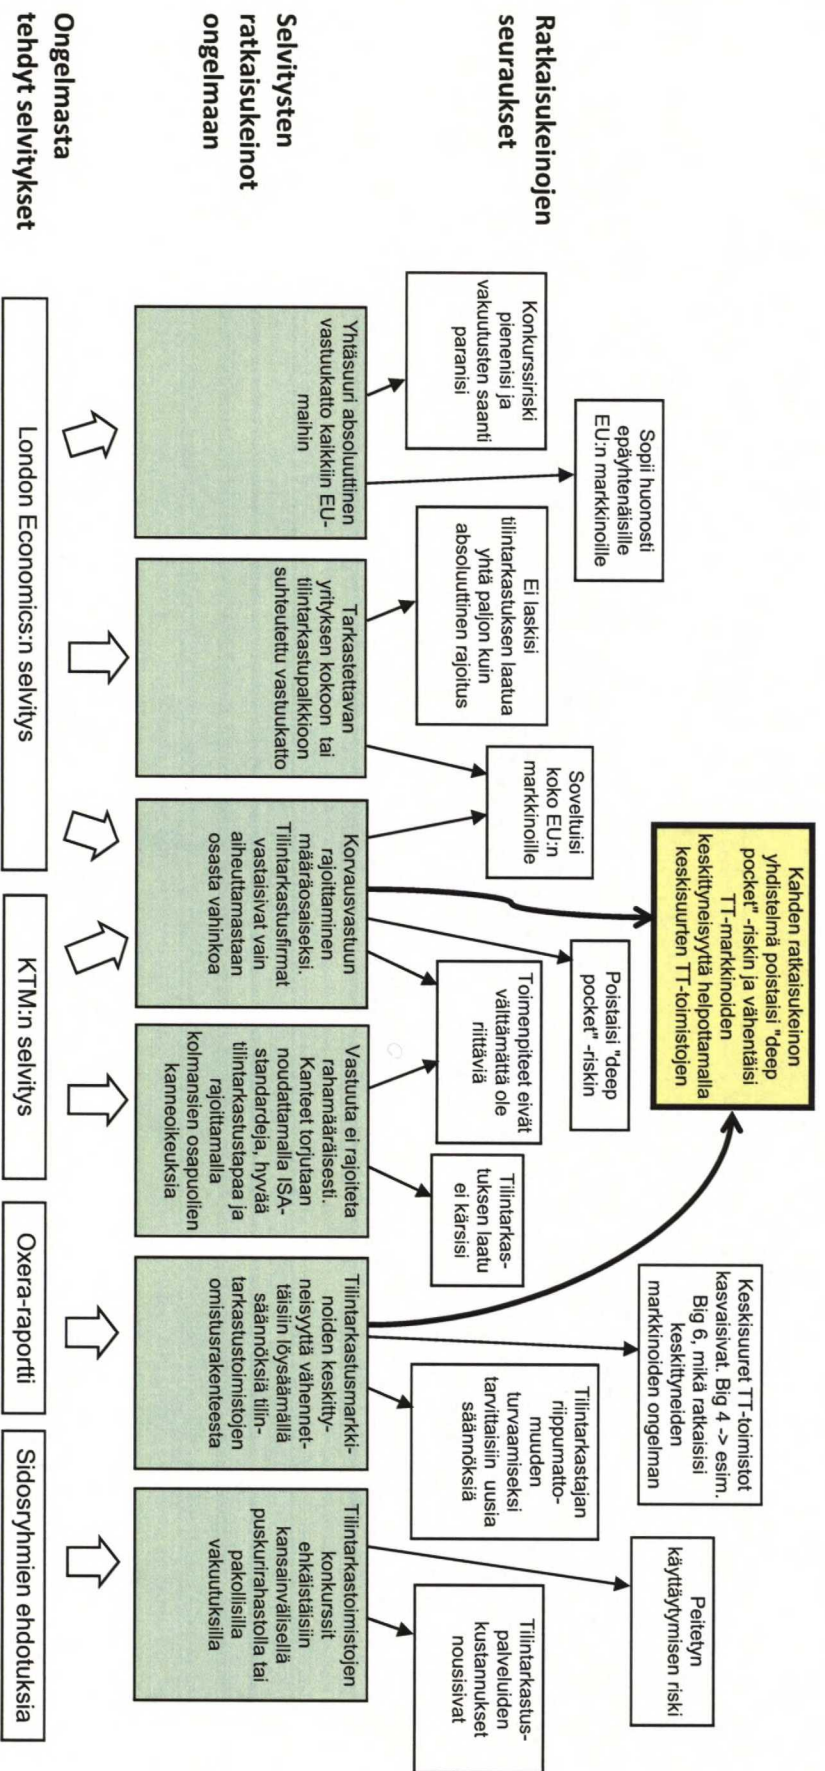 Ratkaisukeinojen
seuraukset
Kahden ratkaisukeinon
yhdistelmä poistaisi "deep
pocket" -riskin ja vähentäisi
TT-markkinoiden
keskittyneisyyttä helpottamalla
keskisuurten TT-toimistojen
Sopii huonosti
epäyhtenäisille
EU:n markkinoille
Konkurssiriski
pienenisi ja
vakuutusten saanti
paranisi
Ei laskisi
tilintarkastuksen laatua
yhtä paljon kuin
absoluuttinen rajoitus
Soveltuisi
koko EU:n
markkinoille
Poistaisi "deep
pocket" -riskin
Toimenpiteet eivät
välttämättä ole
riittäviä
Tilintarkas-
tuksen laatu
ei kärsisi
Keskisuuret TT-toimistot
kasvaisivat. Big 4 -> esim.
Big 6, mikä ratkaisisi
keskittyneiden
markkinoiden ongelman
Tilintarkastajan
riippumatto-
muuden
turvaamiseksi
tarvittaisiin uusia
säännöksiä
Peitetyn
käyttäytymisen riski
Tilintarkastus-
palveluiden
kustannukset
nousisivat
Selvitysten
ratkaisukeinot
ongelmaan
Yhtäsuuri absoluuttinen
vastuukatto kaikkiin EU-
maihin
Tarkastettavan
yrityksen kokoon tai
tilintarkastupalkkioon
suhteutettu vastuukatto
Korvausvastuun
rajoittaminen
määräosaiseksi.
Tilintarkastusfirmat
vastaisivat vain
aiheuttamastaan
osasta vahinkoa
Vastuuta ei rajoiteta
rahamääräisesti.
Kanteet torjutaan
noudattamalla ISA-
standardeja, hyvää
tilintarkastustapaa ja
rajoittamalla
kolmansien osapuolien
kanneoikeuksia
Tilintarkastusmarkki-
noiden keskitty-
neisyyttä vähennet-
täisiin löysäämällä
säännöksiä tilin-
tarkastustoimistojen
omistusrakenteesta
Tilintarkastoimistojen
konkurssit
ehkäistäisiin
kansainvälisellä
puskurirahastolla tai
pakollisilla
vakuutuksilla
Ongelmasta
tehdyt selvitykset
London Economics:n selvitys
KTM:n selvitys
Oxera-raportti
Sidosryhmien ehdotuksia